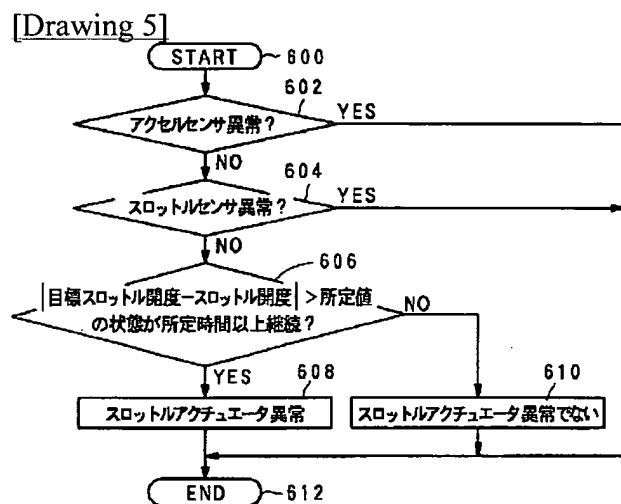 [Drawing 5]
START
600
602
アクセルセンサ異常?
YES
NO
604
スロットルセンサ異常?
YES
NO
606
|目標スロットル開度-スロットル開度|>所定値
の状態が所定時間以上継続?
NO
YES
608
610
スロットルアクチュエータ異常
スロットルアクチュエータ異常でない
END
612